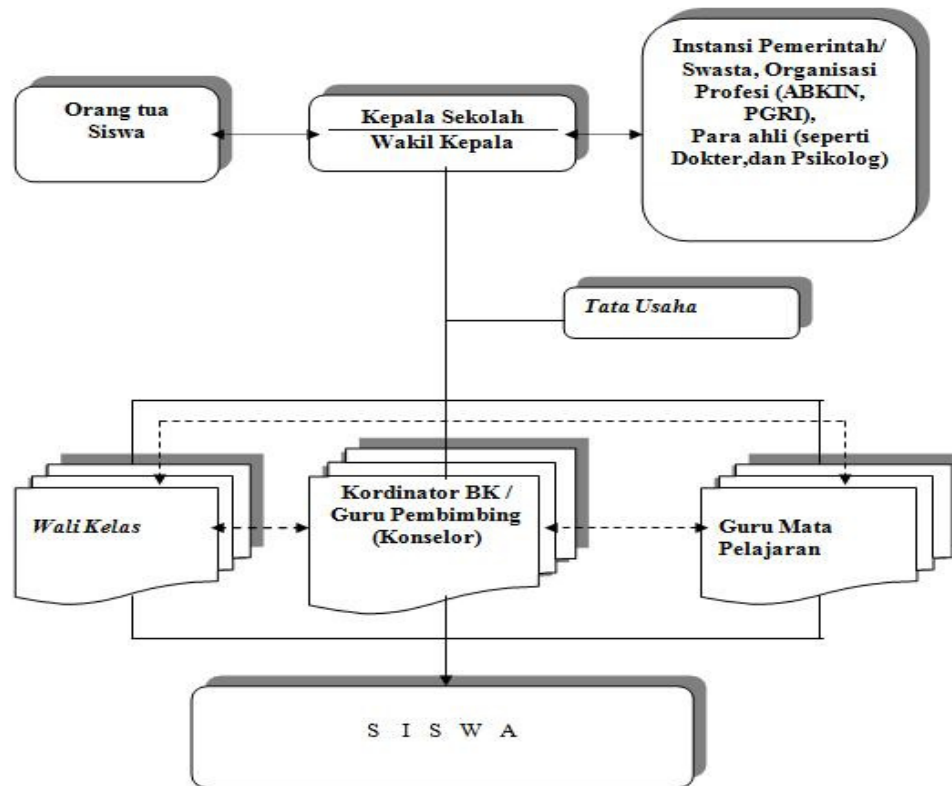 Orang tua
Siswa
Kepala Sekolah
Wakil Kepala
Instansi Pemerintah/
Swasta, Organisasi
Profesi (ABKIN,
PGRI),
Para ahli (seperti
Dokter,dan Psikolog)
Tata Usaha
Wali Kelas
Kordinator BK /
Guru Pembimbing
(Konselor)
Guru Mata
Pelajaran
S I S W A